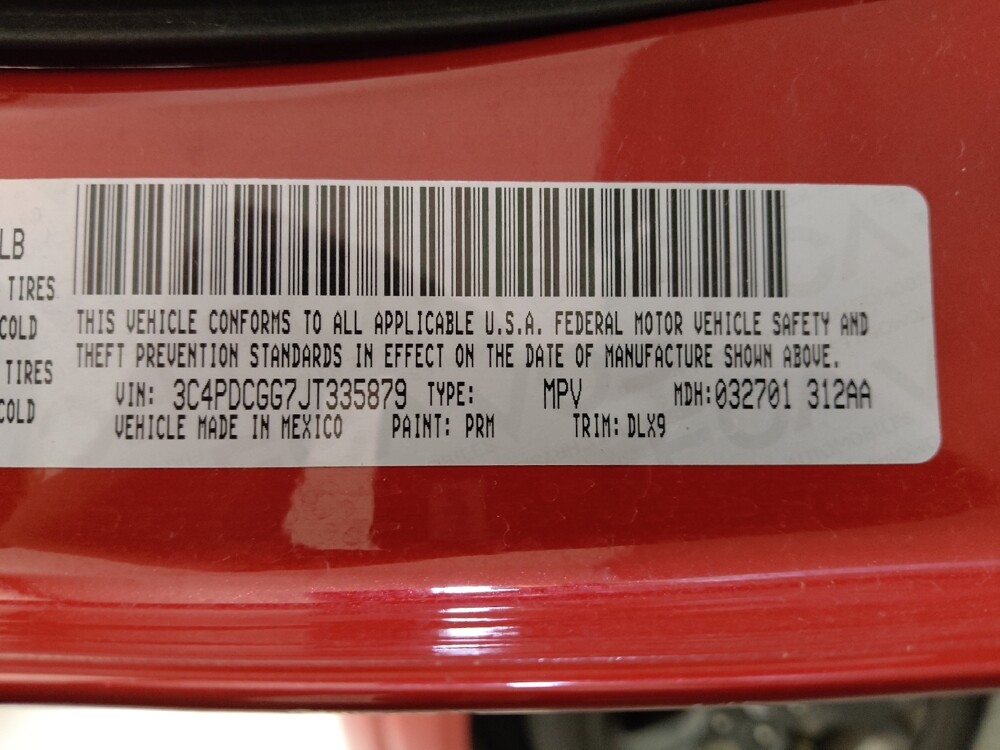 LB
TIRES
COLD
TIRES
COLD
THIS VEHICLE CONFORMS TO ALL APPLICABLE U.S.A. FEDERAL MOTOR VEHICLE SAFETY AND
THEFT PREVENTION STANDARDS IN EFFECT ON THE DATE OF MANUFACTURE SHOWN ABOVE.
VIN: 3C4PDCGG7JT335879 TYPE: MPV MDH:032701 312AA
VEHICLE MADE IN MEXICO PAINT: PRM TRIM: DLX9